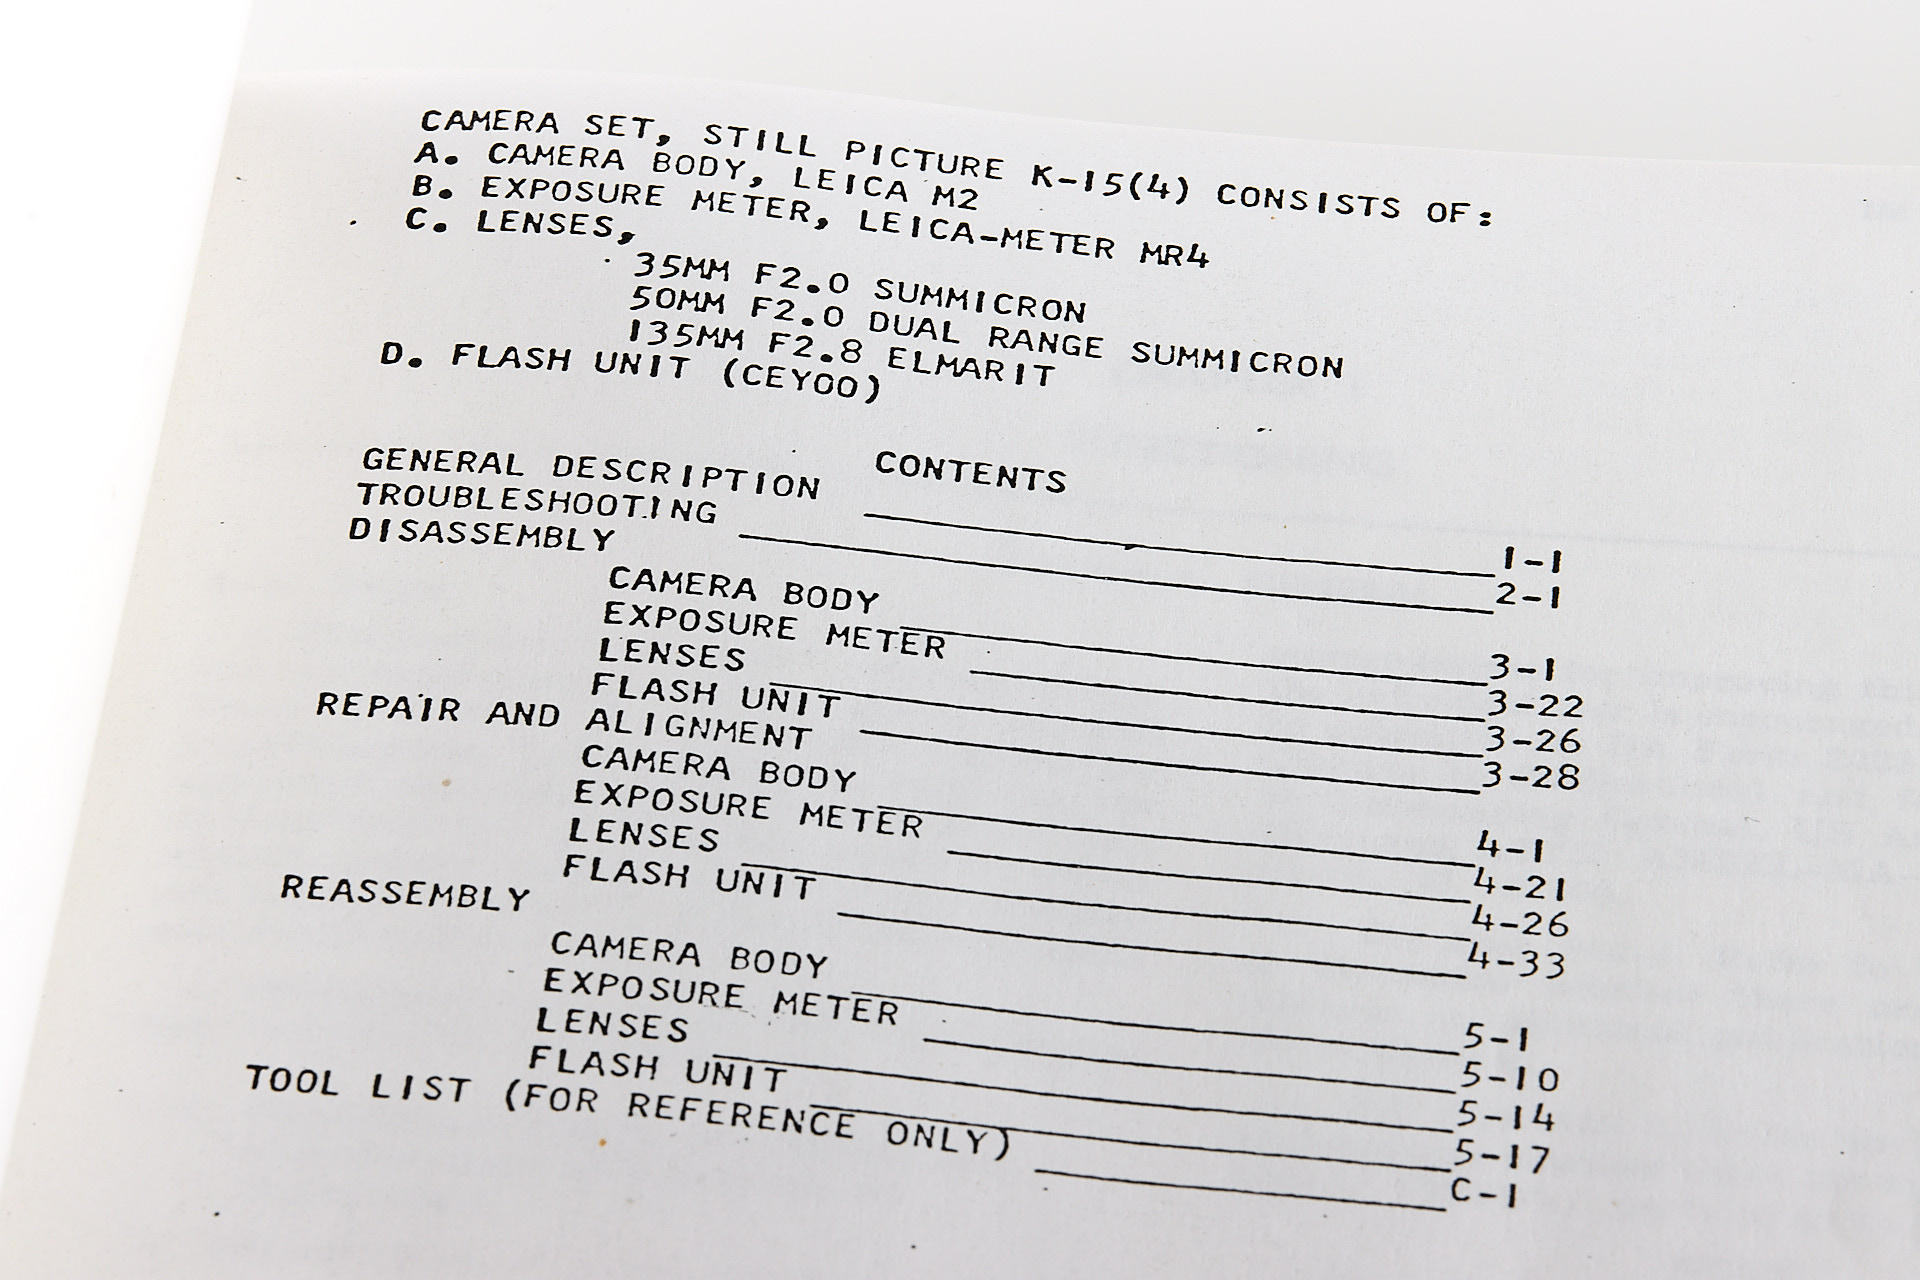 CAMERA SET, STILL PICTURE K-15(4) CONSISTS OF:
A. CAMERA BODY, LEICA M2
B. EXPOSURE METER, LEICA-METER MR4
C. LENSES,
35MM F2.0 SUMMICRON
50MM F2.0 DUAL RANGE SUMMICRON
135MM F2.8 ELMARIT
D. FLASH UNIT (CEYOO)
CONTENTS
GENERAL DESCRIPTION 1-1
TROUBLESHOOTING 2-1
DISASSEMBLY
CAMERA BODY 3-1
EXPOSURE METER 3-22
LENSES 3-26
FLASH UNIT 3-28
REPAIR AND ALIGNMENT
CAMERA BODY 4-1
EXPOSURE METER 4-21
LENSES 4-26
FLASH UNIT 4-33
REASSEMBLY
CAMERA BODY 5-1
EXPOSURE METER 5-10
LENSES 5-14
FLASH UNIT 5-17
TOOL LIST (FOR REFERENCE ONLY) C-1